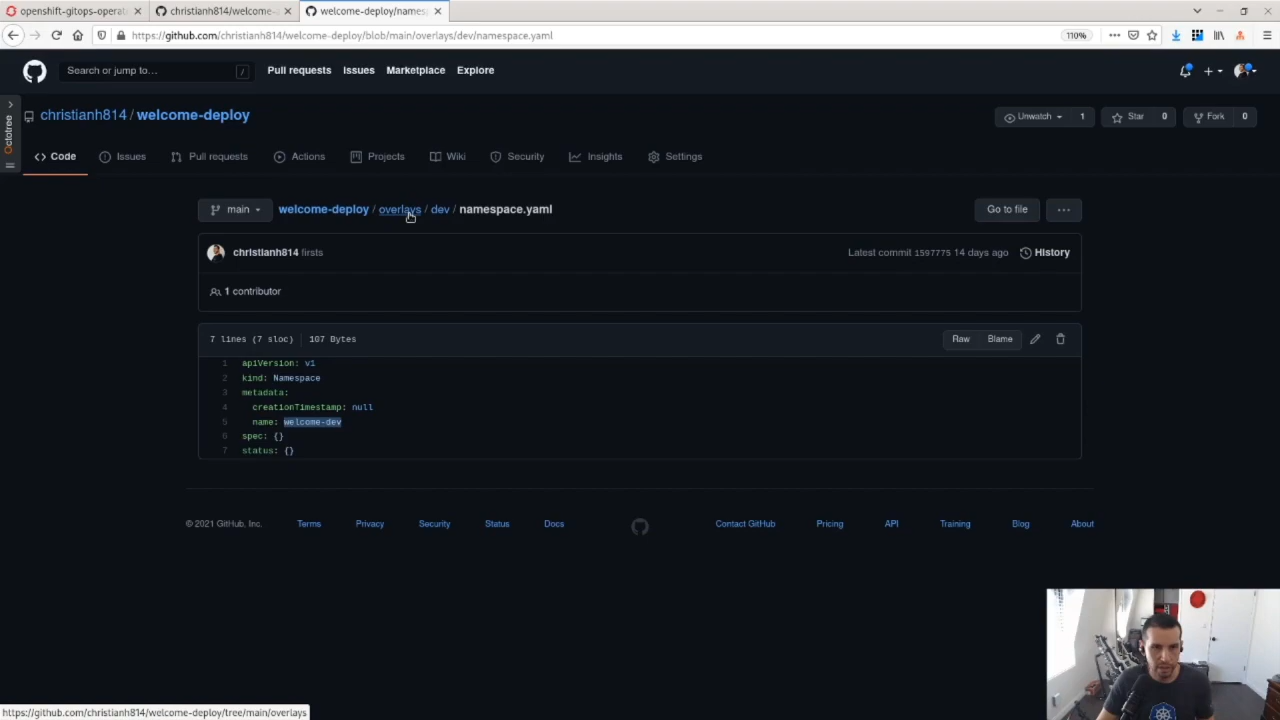 openshift-gitops-operat
christianh814/welcome-
welcome-deploy/names
https://github.com/christianh814/welcome-deploy/blob/main/overlays/dev/namespace.yaml
110%
Search or jump to…
/
Pull requests
Issues
Marketplace
Explore
Octotree
christianh814 / welcome-deploy
Unwatch
1
Star
0
Fork
0
Code
Issues
Pull requests
Actions
Projects
Wiki
Security
Insights
Settings
main
welcome-deploy / overlays / dev / namespace.yaml
Go to file
christianh814 firsts
Latest commit 1597775 14 days ago
History
1 contributor
7 lines (7 sloc)
107 Bytes
Raw
Blame
1 apiVersion: v1
2 kind: Namespace
3 metadata:
4 creationTimestamp: null
5 name: welcome-dev
6 spec: {}
7 status: {}
© 2021 GitHub, Inc.
Terms
Privacy
Security
Status
Docs
Contact GitHub
Pricing
API
Training
Blog
About
https://github.com/christianh814/welcome-deploy/tree/main/overlays